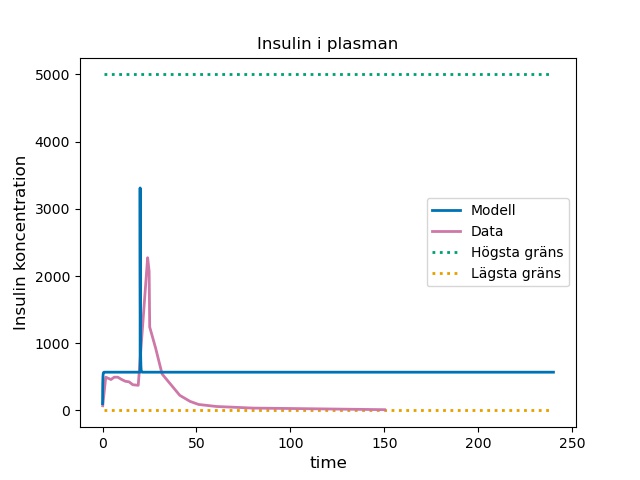 Insulin i plasman
Insulin koncentration
5000
4000
3000
2000
1000
0
Modell
Data
Högsta gräns
Lägsta gräns
0 50 100 150 200 250
time